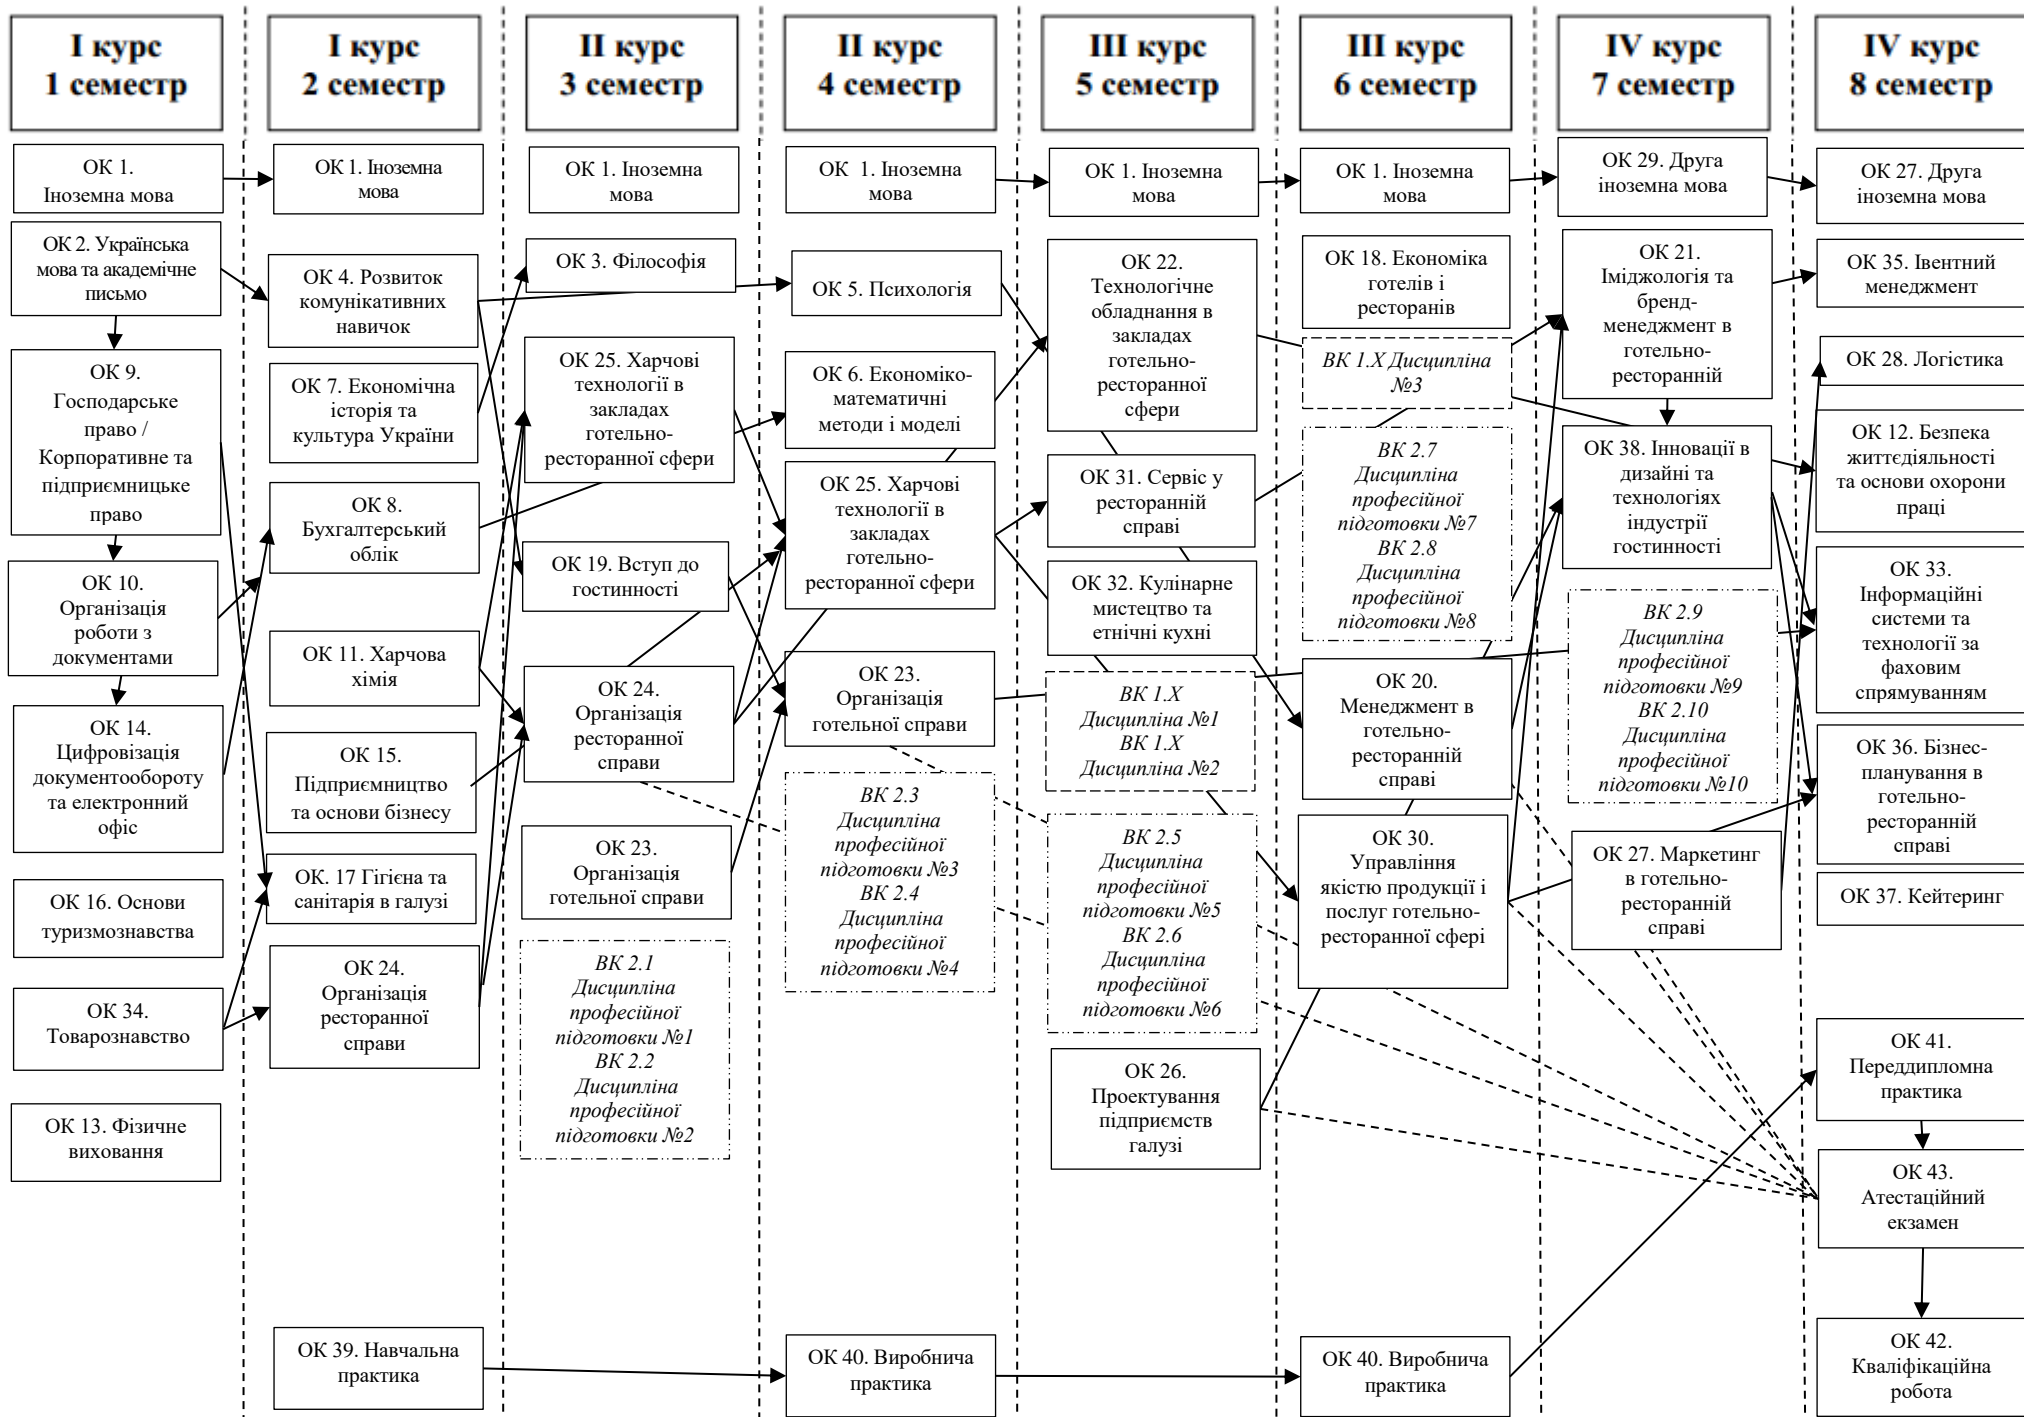 I курс
1 семестр
I курс
2 семестр
II курс
3 семестр
II курс
4 семестр
III курс
5 семестр
III курс
6 семестр
IV курс
7 семестр
IV курс
8 семестр
ОК 1.
Іноземна мова
ОК 2. Українська
мова та академічне
письмо
ОК 9.
Господарське
право /
Корпоративне та
підприємницьке
право
ОК 10.
Організація
роботи з
документами
ОК 14.
Цифровізація
документообороту
та електронний
офіс
ОК 16. Основи
туризмознавства
ОК 34.
Товарознавство
ОК 13. Фізичне
виховання
ОК 1. Іноземна
мова
ОК 4. Розвиток
комунікативних
навичок
ОК 7. Економічна
історія та
культура України
ОК 8.
Бухгалтерський
облік
ОК 11. Харчова
хімія
ОК 15.
Підприємництво
та основи бізнесу
ОК. 17 Гігієна та
санітарія в галузі
ОК 24.
Організація
ресторанної
справи
ОК 39. Навчальна
практика
ОК 1. Іноземна
мова
ОК 3. Філософія
ОК 25. Харчові
технології в
закладах
готельно-
ресторанної сфери
ОК 19. Вступ до
гостинності
ОК 24.
Організація
ресторанної
справи
ОК 23.
Організація
готельної справи
ВК 2.1
Дисципліна
професійної
підготовки №1
ВК 2.2
Дисципліна
професійної
підготовки №2
ОК  1. Іноземна
мова
ОК 5. Психологія
ОК 6. Економіко-
математичні
методи і моделі
ОК 25. Харчові
технології в
закладах
готельно-
ресторанної сфери
ОК 23.
Організація
готельної справи
ВК 2.3
Дисципліна
професійної
підготовки №3
ВК 2.4
Дисципліна
професійної
підготовки №4
ОК 40. Виробнича
практика
ОК 1. Іноземна
мова
ОК 22.
Технологічне
обладнання в
закладах
готельно-
ресторанної
сфери
ОК 31. Сервіс у
ресторанній
справі
ОК 32. Кулінарне
мистецтво та
етнічні кухні
ВК 1.Х
Дисципліна №1
ВК 1.Х
Дисципліна №2
ВК 2.5
Дисципліна
професійної
підготовки №5
ВК 2.6
Дисципліна
професійної
підготовки №6
ОК 26.
Проектування
підприємств
галузі
ОК 1. Іноземна
мова
ОК 18. Економіка
готелів і
ресторанів
ВК 1.Х Дисципліна
№3
ВК 2.7
Дисципліна
професійної
підготовки №7
ВК 2.8
Дисципліна
професійної
підготовки №8
ОК 20.
Менеджмент в
готельно-
ресторанній
справі
ОК 30.
Управління
якістю продукції і
послуг готельно-
ресторанної сфері
ОК 40. Виробнича
практика
ОК 29. Друга
іноземна мова
ОК 21.
Іміджологія та
бренд-
менеджмент в
готельно-
ресторанній
ОК 38. Інновації в
дизайні та
технологіях
індустрії
гостинності
ВК 2.9
Дисципліна
професійної
підготовки №9
ВК 2.10
Дисципліна
професійної
підготовки №10
ОК 27. Маркетинг
в готельно-
ресторанній
справі
ОК 27. Друга
іноземна мова
ОК 35. Івентний
менеджмент
ОК 28. Логістика
ОК 12. Безпека
життєдіяльності
та основи охорони
праці
ОК 33.
Інформаційні
системи та
технології за
фаховим
спрямуванням
ОК 36. Бізнес-
планування в
готельно-
ресторанній
справі
ОК 37. Кейтеринг
ОК 41.
Переддипломна
практика
ОК 43.
Атестаційний
екзамен
ОК 42.
Кваліфікаційна
робота